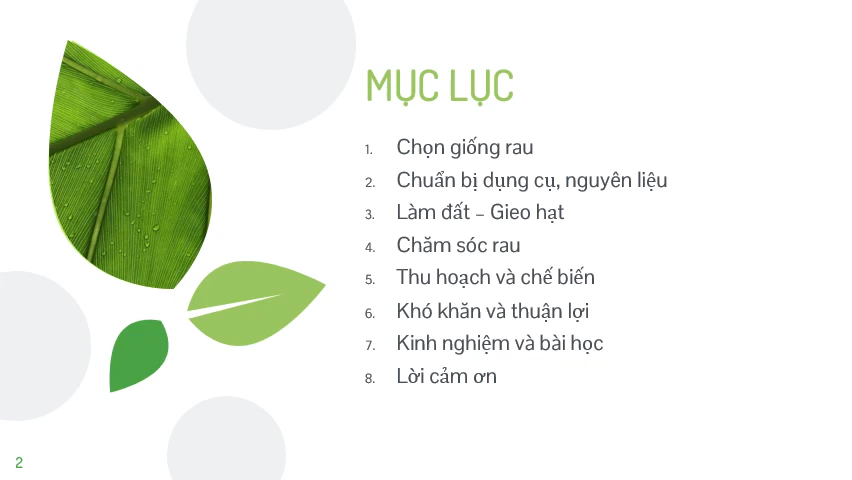 MỤC LỤC
1. Chọn giống rau
2. Chuẩn bị dụng cụ, nguyên liệu
3. Làm đất – Gieo hạt
4. Chăm sóc rau
5. Thu hoạch và chế biến
6. Khó khăn và thuận lợi
7. Kinh nghiệm và bài học
8. Lời cảm ơn
2